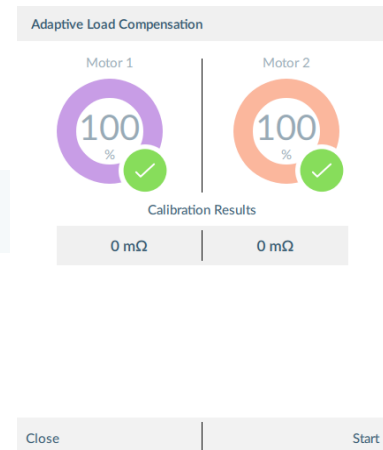 Adaptive Load Compensation
Motor 1 Motor 2
100 100
% %
Calibration Results
0 mΩ 0 mΩ
Close Start